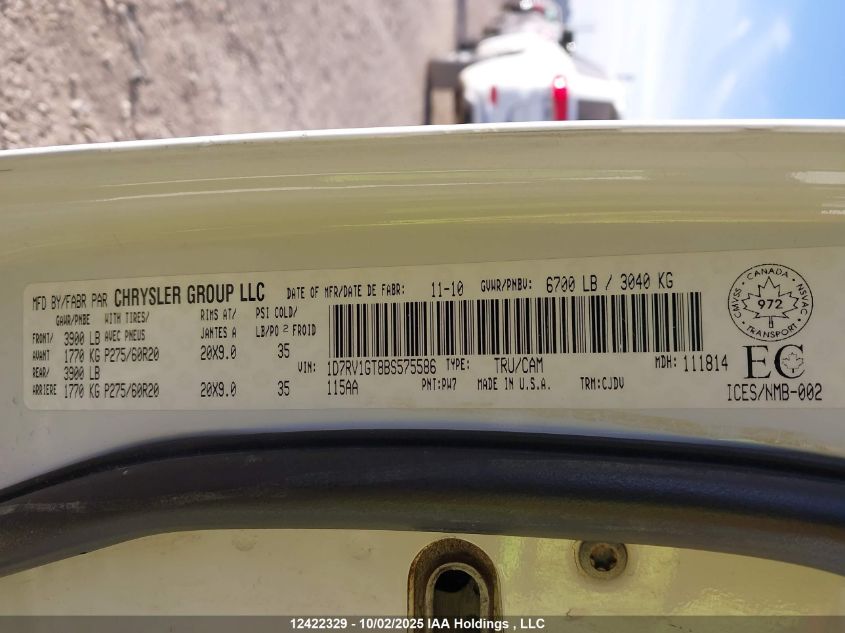 MFD BY/FABR PAR CHRYSLER GROUP LLC DATE OF MFR/DATE DE FABR: 11-10 GVWR/PNBV: 6700 LB / 3040 KG
GAWR/PNBE WITH TIRES/ RIMS AT/ PSI COLD/
FRONT/ 3900 LB AVEC PNEUS JANTES A LB/PO2 FROID
AVANT 1770 KG P275/60R20 20X9.0 35
REAR/ 3900 LB
ARRIERE 1770 KG P275/60R20 20X9.0 35
VIN: 1D7RV1GT8BS575586 TYPE: TRU/CAM MDH: 111814
115AA PNT:PW7 MADE IN U.S.A. TRM:CJDV
CANADA
CMVSS
NSVAC
972
TRANSPORT
EC
ICES/NMB-002
12422329 - 10/02/2025 IAA Holdings , LLC